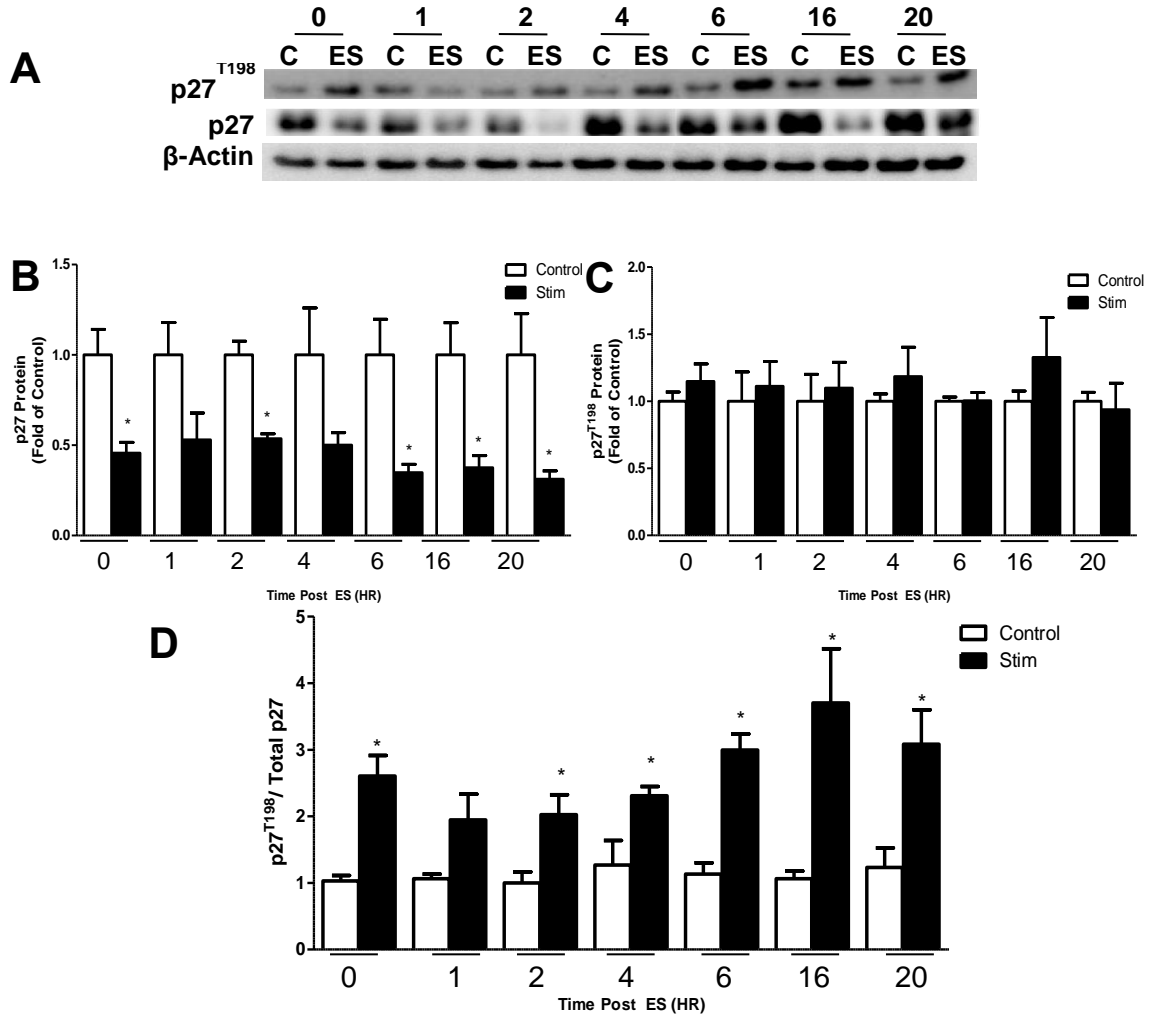 0 1 2 4 6 16 20
C ES C ES C ES C ES C ES C ES C ES
A
p27T198
p27
β-Actin
B
1.5
1.0
0.5
0.0
p27 Protein
(Fold of Control)
Control
Stim
* * * * *
0 1 2 4 6 16 20
Time Post ES (HR)
C
2.0
1.5
1.0
0.5
0.0
p27T198 Protein
(Fold of Control)
Control
Stim
0 1 2 4 6 16 20
Time Post ES (HR)
D
5
4
3
2
1
0
p27T198/ Total p27
Control
Stim
* * * * * *
0 1 2 4 6 16 20
Time Post ES (HR)